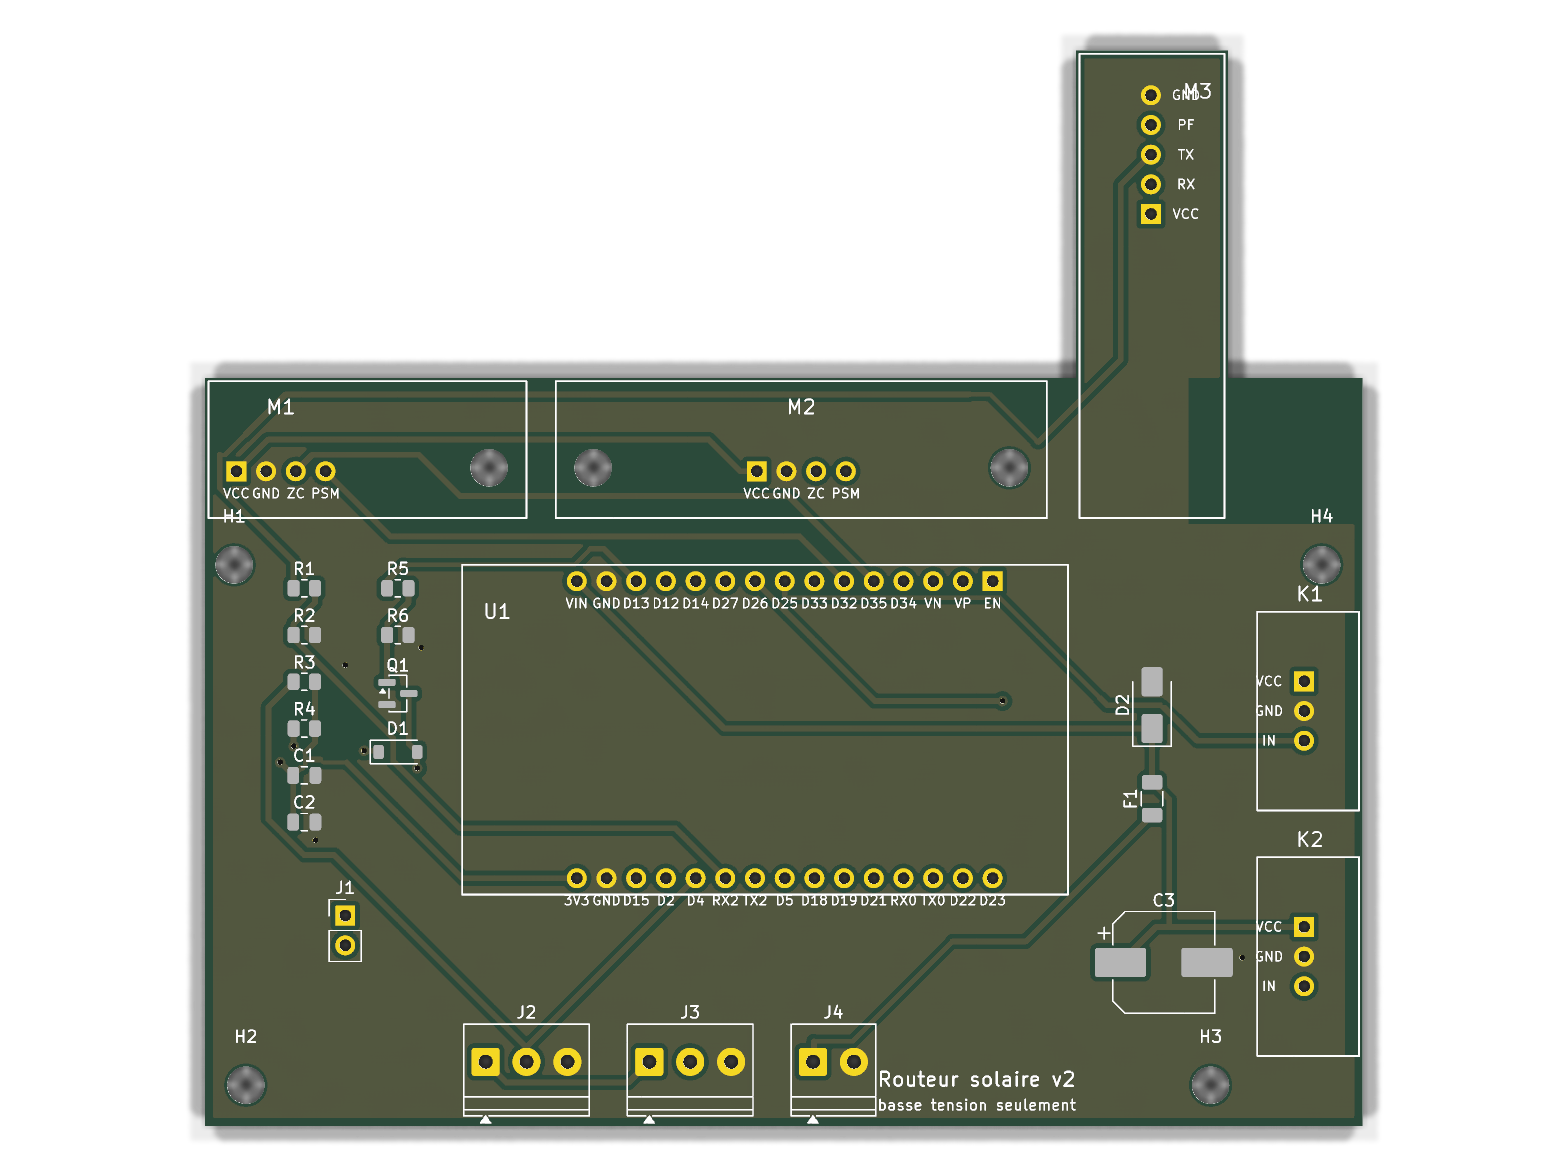 GND M3
PF
TX
RX
VCC
M1 M2
VCC GND ZC PSM VCC GND ZC PSM
H1 H4
R1 R5
K1
VIN GND D13 D12 D14 D27 D26 D25 D33 D32 D35 D34 VN VP EN
U1
R2 R6
R3 Q1
VCC
D2
GND
R4 D1
IN
C1
F1
C2
K2
J1
3V3 GND D15 D2 D4 RX2 TX2 D5 D18 D19 D21 RX0 TX0 D22 D23
C3
VCC
+
GND
IN
J2 J3 J4
H2 H3
Routeur solaire v2
basse tension seulement